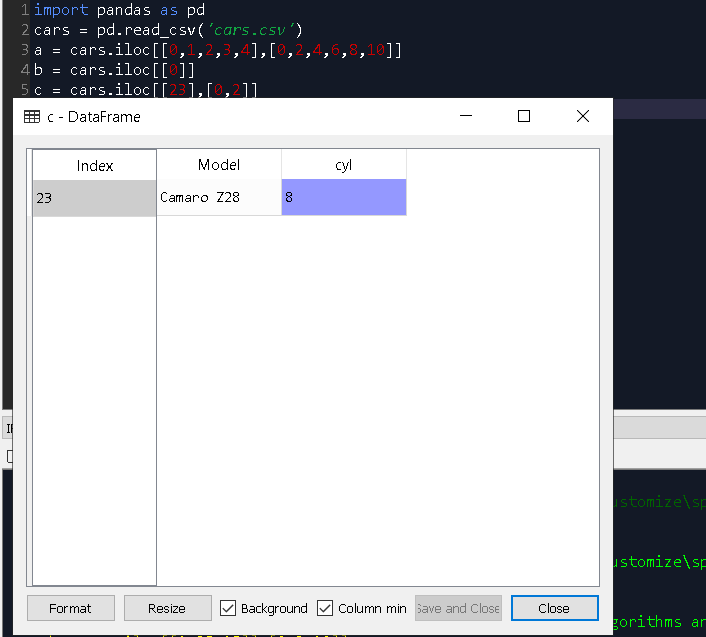 1 import pandas as pd
2 cars = pd.read_csv('cars.csv')
3 a = cars.iloc[[0,1,2,3,4],[0,2,4,6,8,10]]
4 b = cars.iloc[[0]]
5 c = cars.iloc[[23],[0,2]]
c - DataFrame
Index Model cyl
23 Camaro Z28 8
ustomize\sp
ustomize\sp
Format Resize Background Column min Save and Close Close
gorithms an